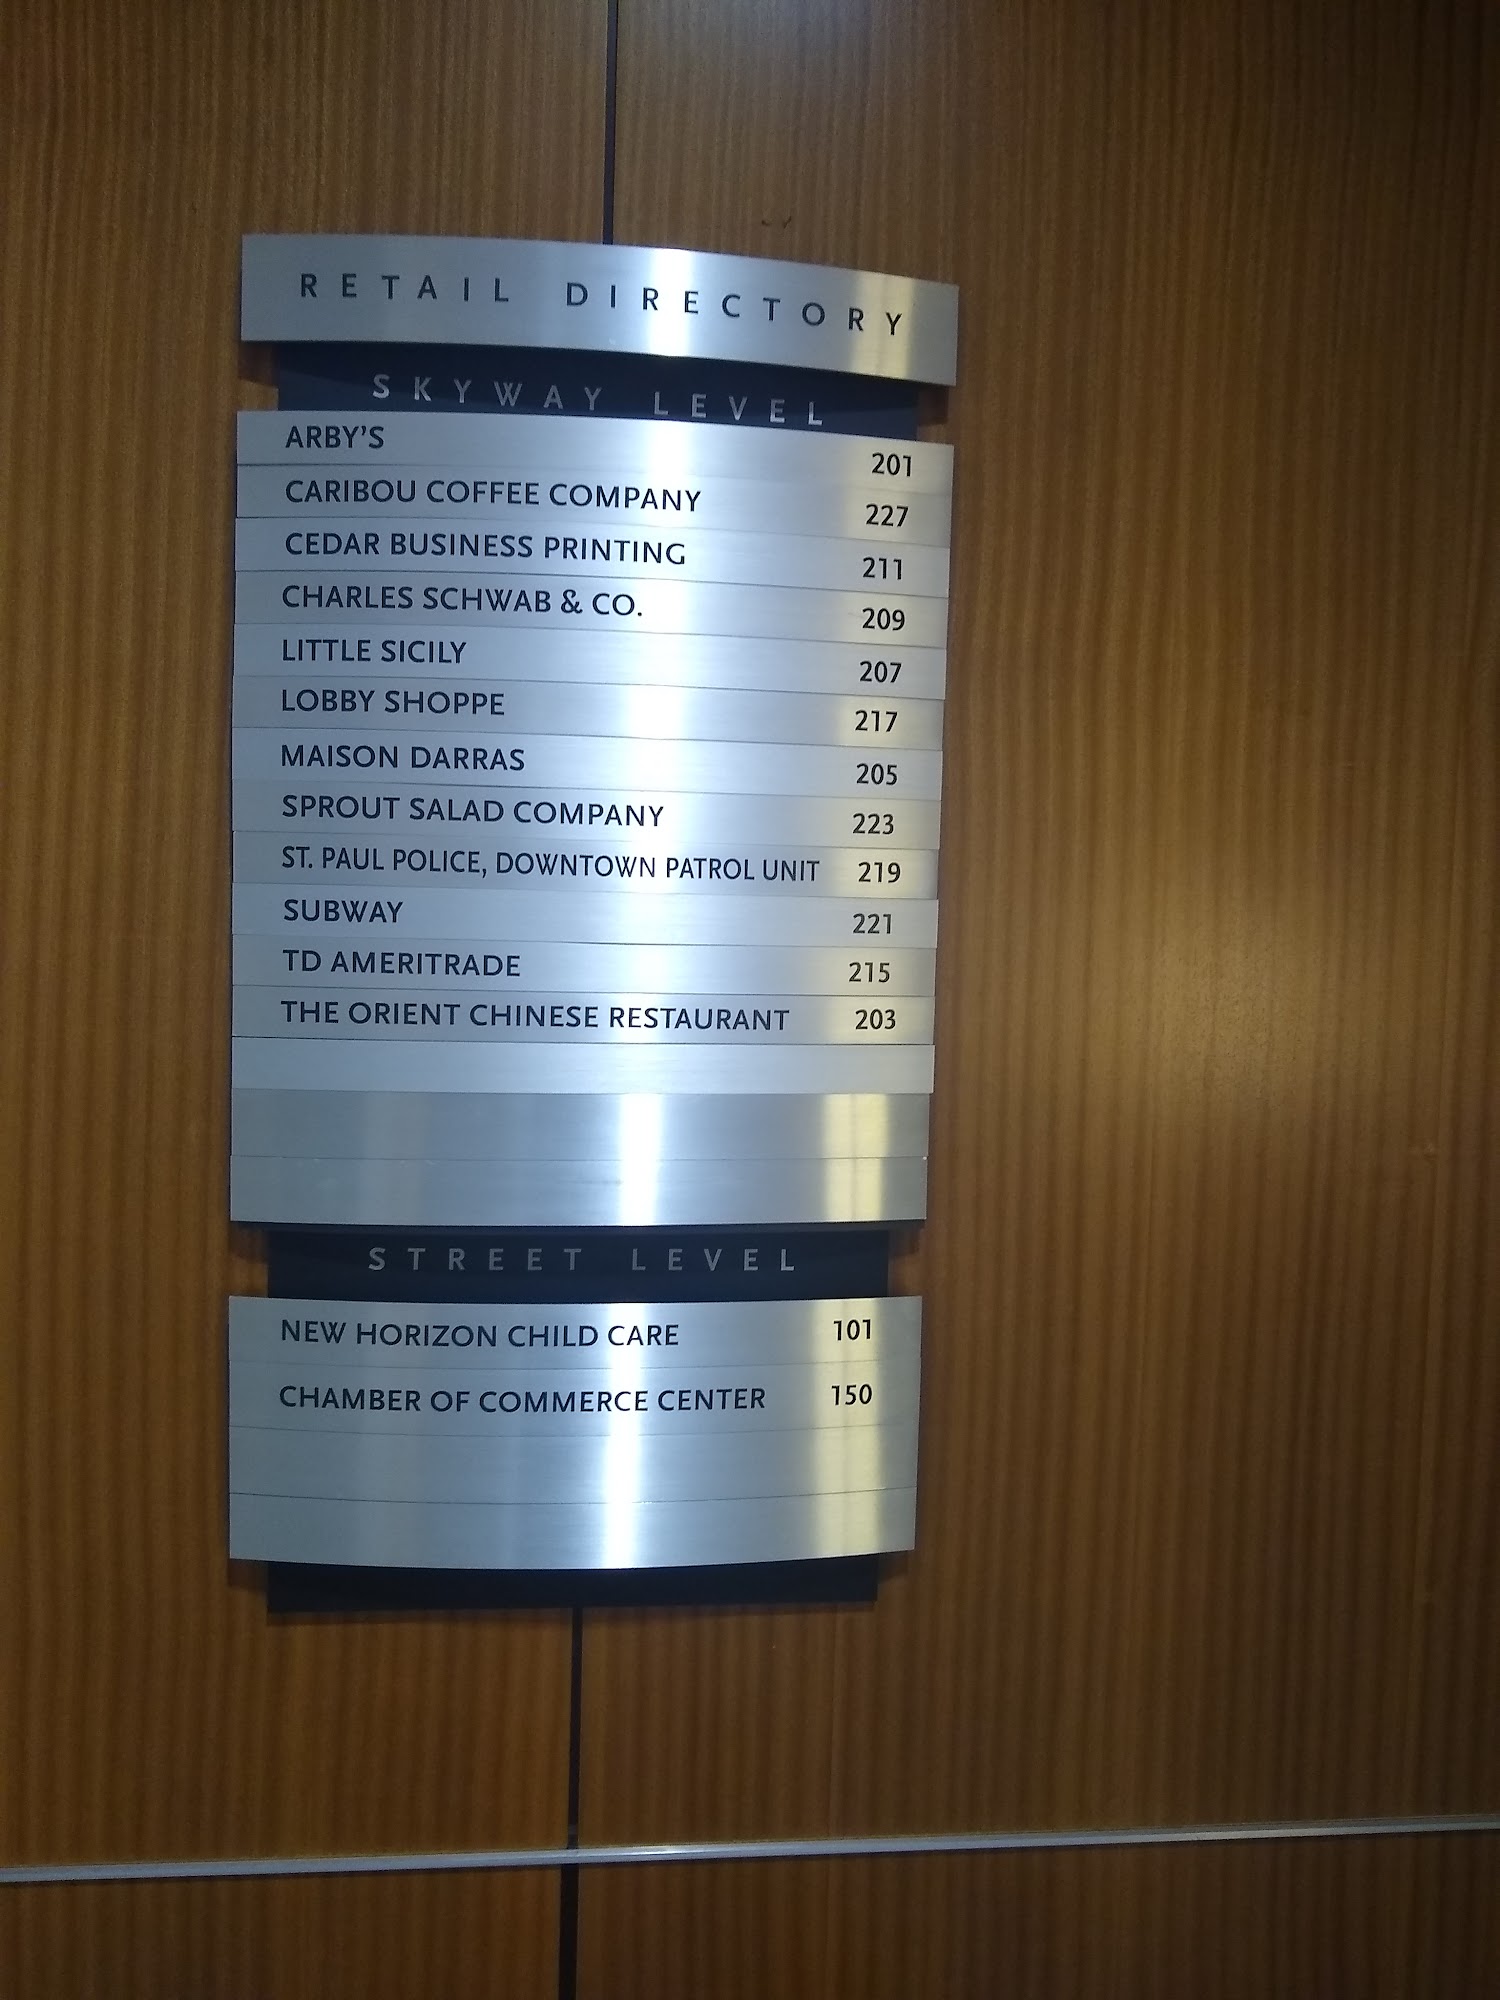 RETAIL DIRECTORY
SKYWAY LEVEL
ARBY'S 201
CARIBOU COFFEE COMPANY 227
CEDAR BUSINESS PRINTING 211
CHARLES SCHWAB & CO. 209
LITTLE SICILY 207
LOBBY SHOPPE 217
MAISON DARRAS 205
SPROUT SALAD COMPANY 223
ST. PAUL POLICE, DOWNTOWN PATROL UNIT 219
SUBWAY 221
TD AMERITRADE 215
THE ORIENT CHINESE RESTAURANT 203
STREET LEVEL
NEW HORIZON CHILD CARE 101
CHAMBER OF COMMERCE CENTER 150